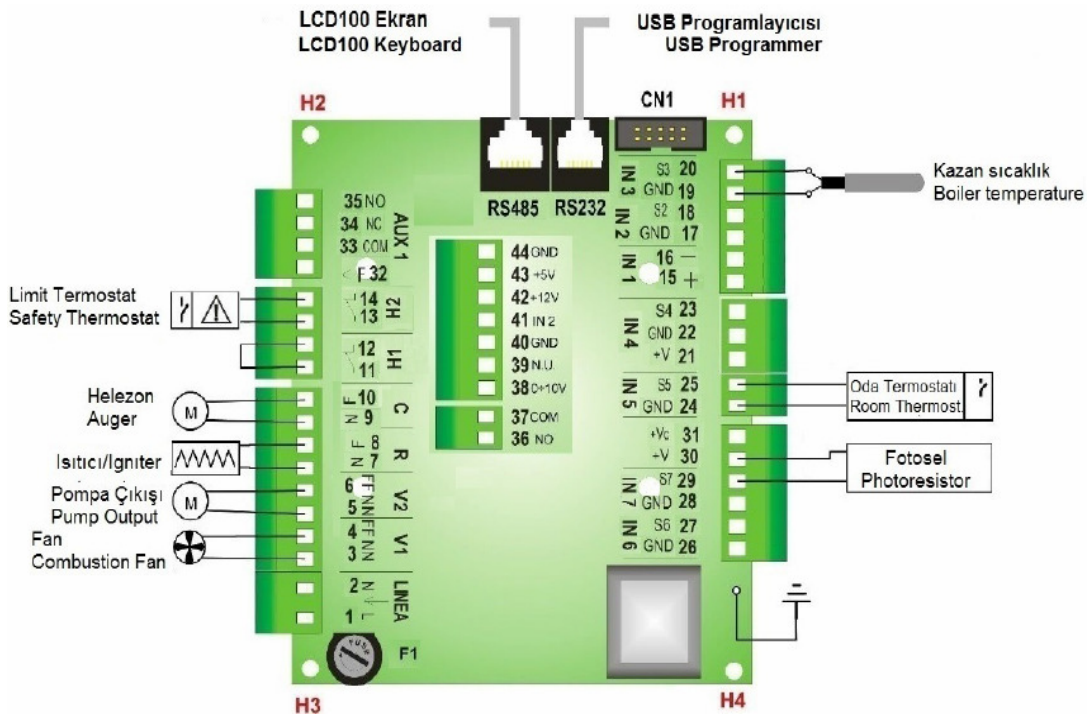 LCD100 Ekran
LCD100 Keyboard
USB Programlayıcısı
USB Programmer
H2
CN1
H1
RS485
RS232
35 NO
34 NC
33 COM
F 32
AUX 1
14
13
H2
12
11
H1
F 10
N 9
C
F 8
N 7
R
6 FF
5 NN
V2
4 FF
3 NN
V1
2 N
1 L
LINEA
FUSE
F1
44 GND
43 +5V
42 +12V
41 IN 2
40 GND
39 N.U.
38 0÷10V
37 COM
36 NO
S3 20
GND 19
IN 3
S2 18
GND 17
IN 2
16 −
15 +
IN 1
S4 23
GND 22
+V 21
IN 4
S5 25
GND 24
IN 5
+Vc 31
+V 30
S7 29
GND 28
IN 7
S6 27
GND 26
IN 6
Limit Termostat
Safety Thermostat
Helezon
Auger
M
Isıtıcı/Igniter
Pompa Çıkışı
Pump Output
M
Fan
Combustion Fan
Kazan sıcaklık
Boiler temperature
Oda Termostatı
Room Thermost.
Fotosel
Photoresistor
H3
H4